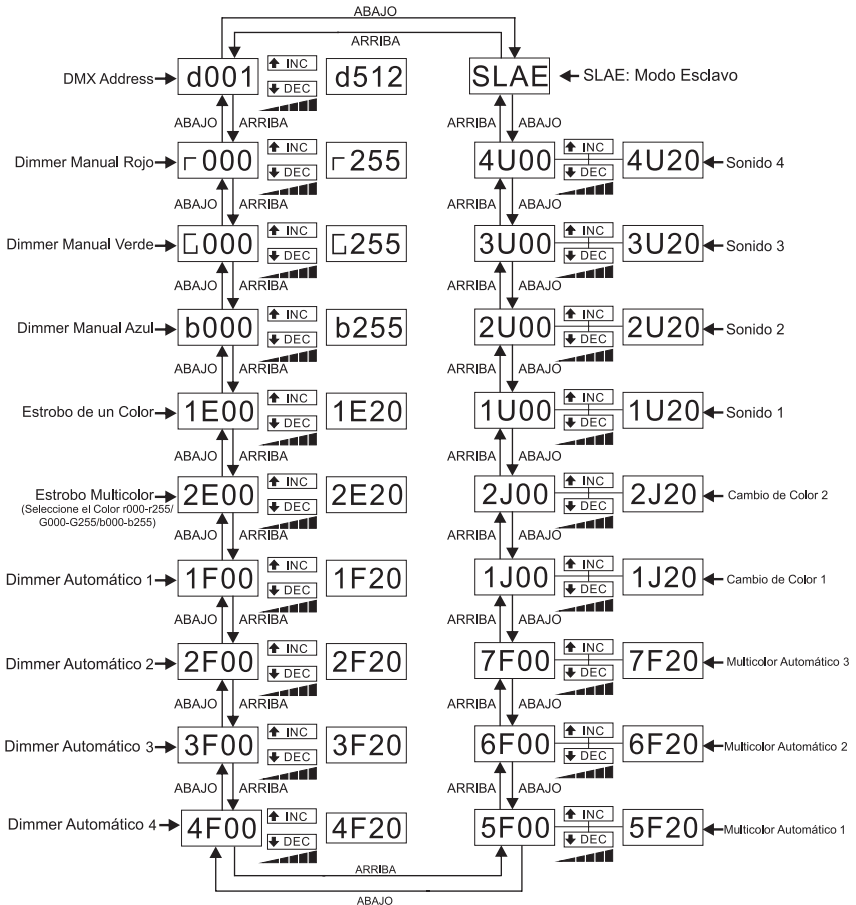 ABAJO
ARRIBA
DMX Address d001 INC DEC d512
SLAE SLAE: Modo Esclavo
ABAJO ARRIBA
ARRIBA ABAJO
Dimmer Manual Rojo r000 INC DEC r255
4U00 INC DEC 4U20 Sonido 4
ABAJO ARRIBA
ARRIBA ABAJO
Dimmer Manual Verde G000 INC DEC G255
3U00 INC DEC 3U20 Sonido 3
ABAJO ARRIBA
ARRIBA ABAJO
Dimmer Manual Azul b000 INC DEC b255
2U00 INC DEC 2U20 Sonido 2
ABAJO ARRIBA
ARRIBA ABAJO
Estrobo de un Color 1E00 INC DEC 1E20
1U00 INC DEC 1U20 Sonido 1
ABAJO ARRIBA
ARRIBA ABAJO
Estrobo Multicolor
(Seleccione el Color r000-r255/
G000-G255/b000-b255)
2E00 INC DEC 2E20
2J00 INC DEC 2J20 Cambio de Color 2
ABAJO ARRIBA
ARRIBA ABAJO
Dimmer Automático 1 1F00 INC DEC 1F20
1J00 INC DEC 1J20 Cambio de Color 1
ABAJO ARRIBA
ARRIBA ABAJO
Dimmer Automático 2 2F00 INC DEC 2F20
7F00 INC DEC 7F20 Multicolor Automático 3
ABAJO ARRIBA
ARRIBA ABAJO
Dimmer Automático 3 3F00 INC DEC 3F20
6F00 INC DEC 6F20 Multicolor Automático 2
ABAJO ARRIBA
ARRIBA ABAJO
Dimmer Automático 4 4F00 INC DEC 4F20
5F00 INC DEC 5F20 Multicolor Automático 1
ARRIBA
ABAJO